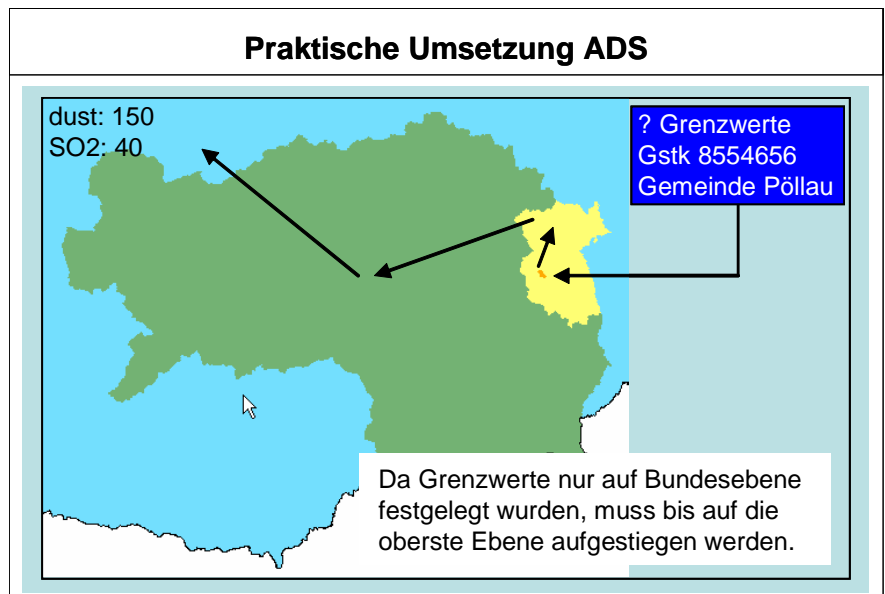 Praktische Umsetzung ADS
dust: 150
SO2: 40
? Grenzwerte
Gstk 8554656
Gemeinde Pöllau
Da Grenzwerte nur auf Bundesebene
festgelegt wurden, muss bis auf die
oberste Ebene aufgestiegen werden.